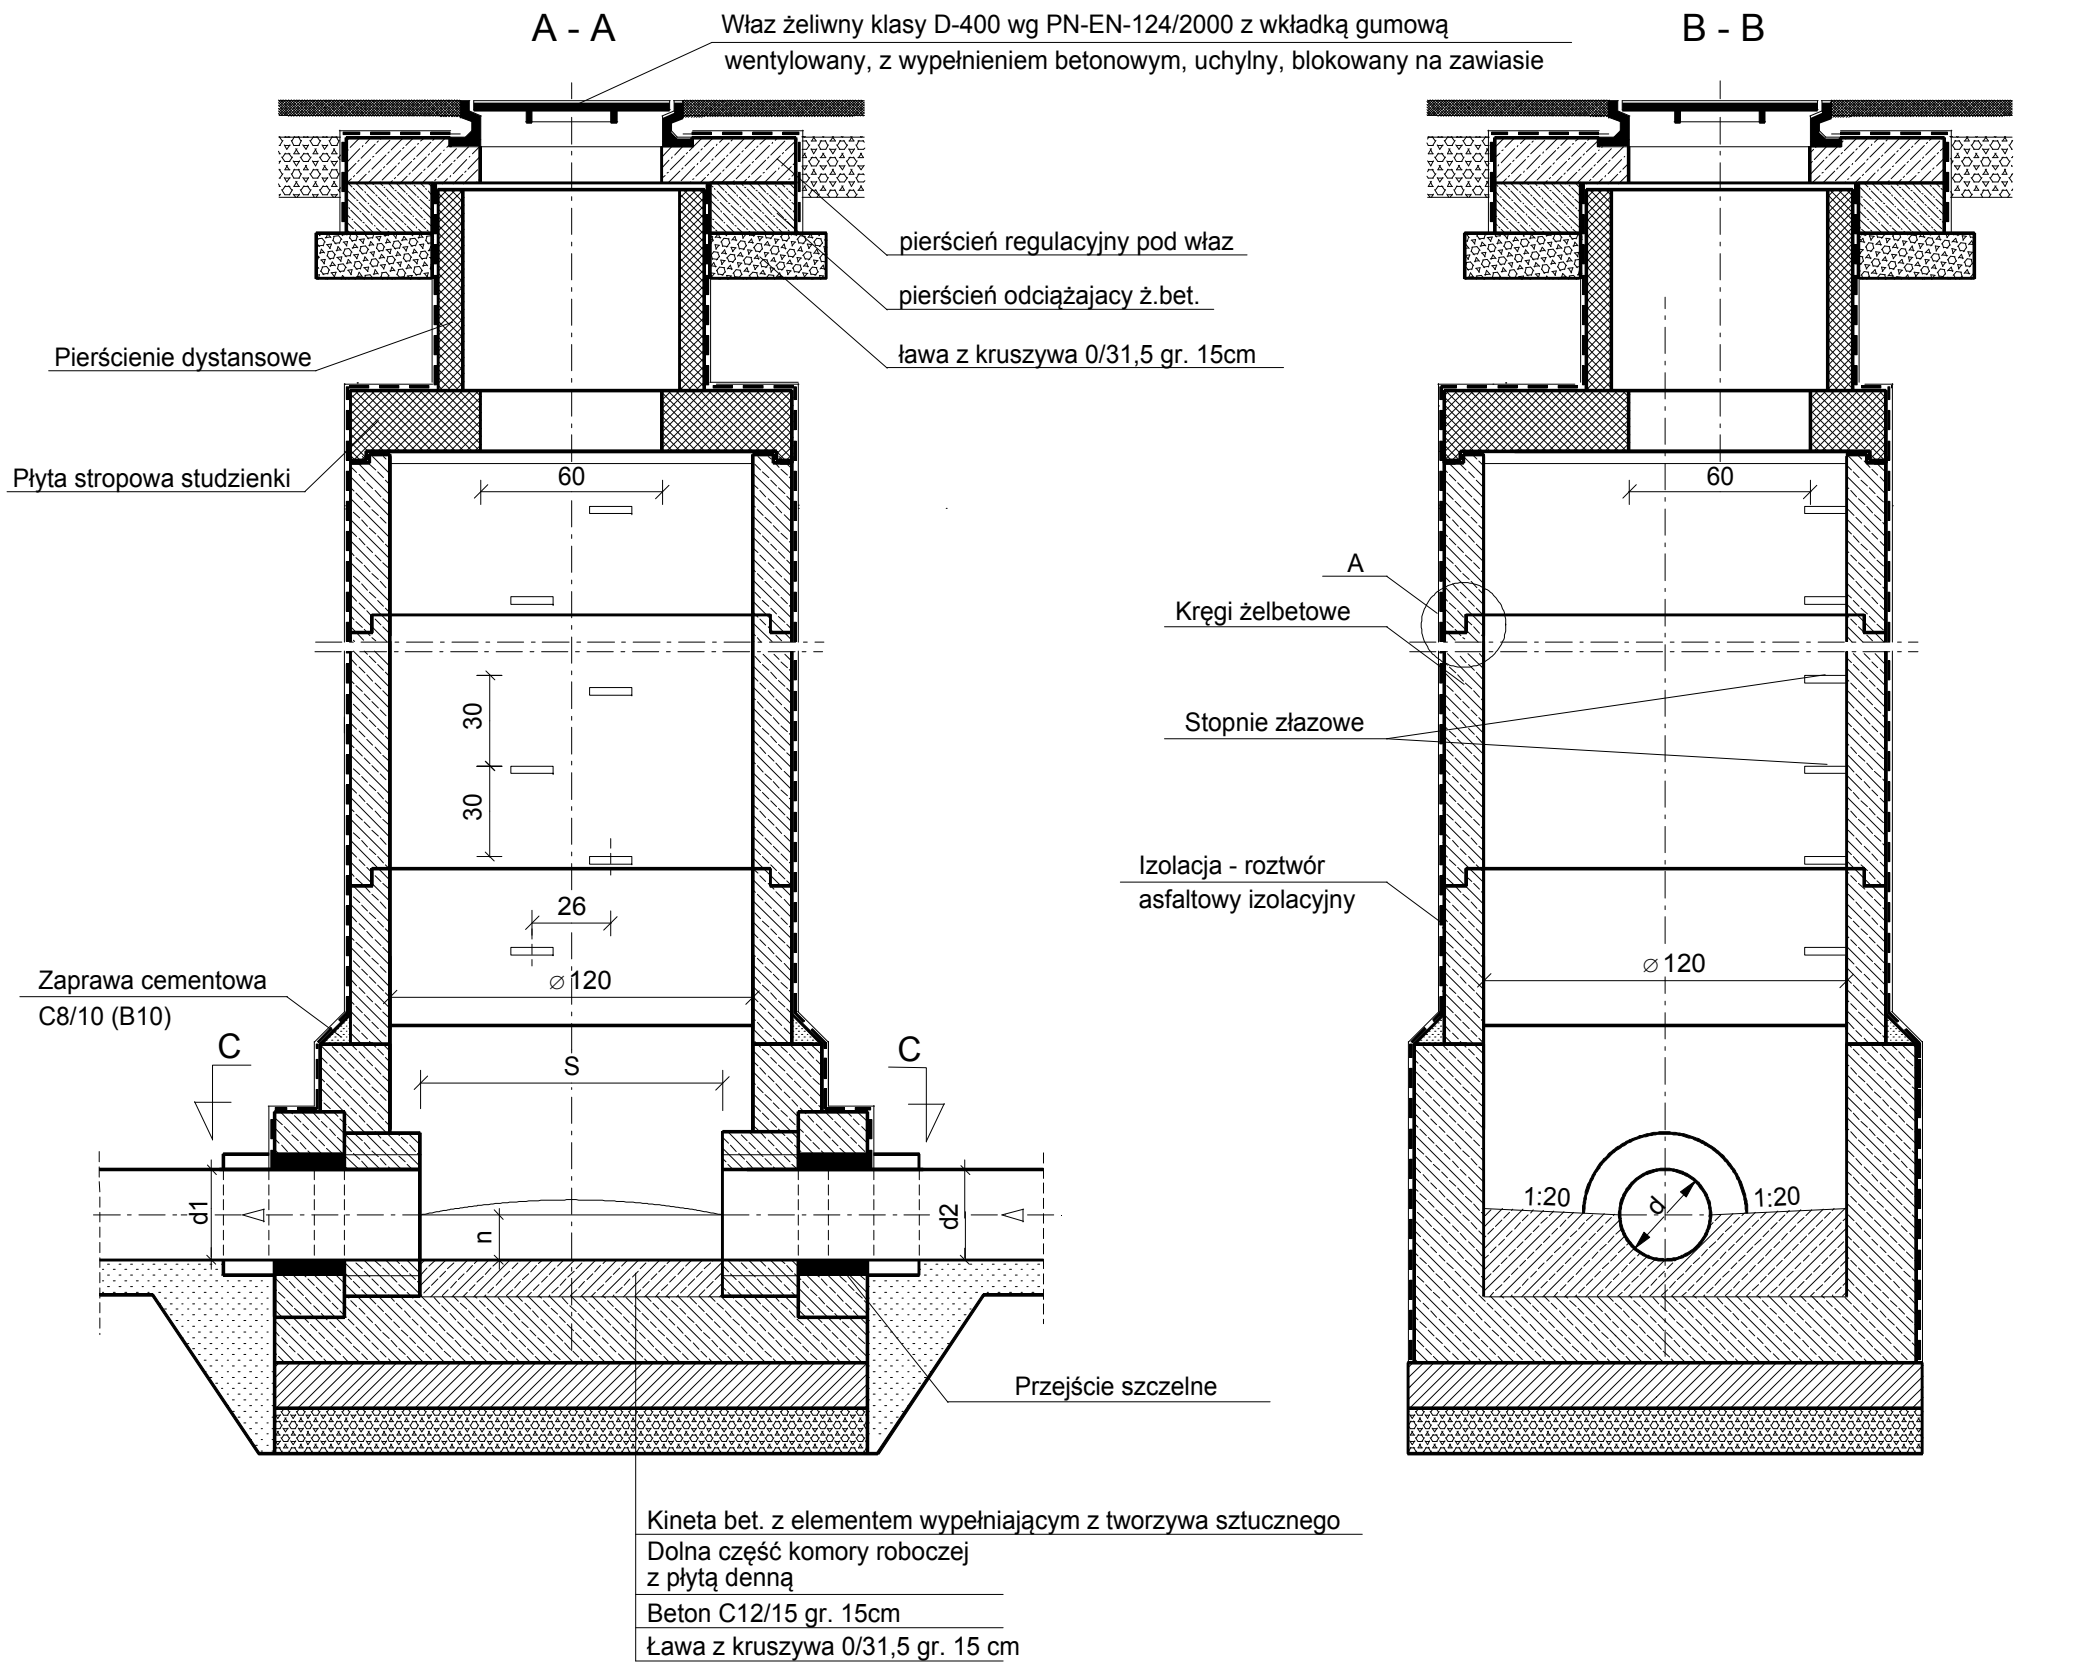 A - A
Właz żeliwny klasy D-400 wg PN-EN-124/2000 z wkładką gumową
wentylowany, z wypełnieniem betonowym, uchylny, blokowany na zawiasie
B - B
pierścień regulacyjny pod właz
pierścień odciążajacy ż.bet.
ława z kruszywa 0/31,5 gr. 15cm
Pierścienie dystansowe
Płyta stropowa studzienki
60
60
A
Kręgi żelbetowe
30
30
Stopnie złazowe
Izolacja - roztwór
asfaltowy izolacyjny
26
Zaprawa cementowa
C8/10 (B10)
⌀ 120
⌀ 120
C
C
S
d1
n
d2
1:20
d
1:20
Przejście szczelne
Kineta bet. z elementem wypełniającym z tworzywa sztucznego
Dolna część komory roboczej
z płytą denną
Beton C12/15 gr. 15cm
Ława z kruszywa 0/31,5 gr. 15 cm